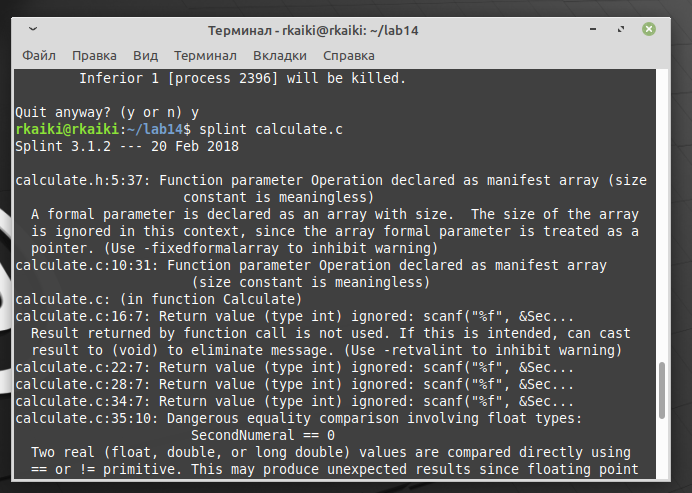 Терминал - rkaiki@rkaiki: ~/lab14
Файл Правка Вид Терминал Вкладки Справка
Inferior 1 [process 2396] will be killed.
Quit anyway? (y or n) y
rkaiki@rkaiki:~/lab14$ splint calculate.c
Splint 3.1.2 --- 20 Feb 2018
calculate.h:5:37: Function parameter Operation declared as manifest array (size
constant is meaningless)
A formal parameter is declared as an array with size.  The size of the array
is ignored in this context, since the array formal parameter is treated as a
pointer. (Use -fixedformalarray to inhibit warning)
calculate.c:10:31: Function parameter Operation declared as manifest array
(size constant is meaningless)
calculate.c: (in function Calculate)
calculate.c:16:7: Return value (type int) ignored: scanf("%f", &Sec...
Result returned by function call is not used. If this is intended, can cast
result to (void) to eliminate message. (Use -retvalint to inhibit warning)
calculate.c:22:7: Return value (type int) ignored: scanf("%f", &Sec...
calculate.c:28:7: Return value (type int) ignored: scanf("%f", &Sec...
calculate.c:34:7: Return value (type int) ignored: scanf("%f", &Sec...
calculate.c:35:10: Dangerous equality comparison involving float types:
SecondNumeral == 0
Two real (float, double, or long double) values are compared directly using
== or != primitive. This may produce unexpected results since floating point